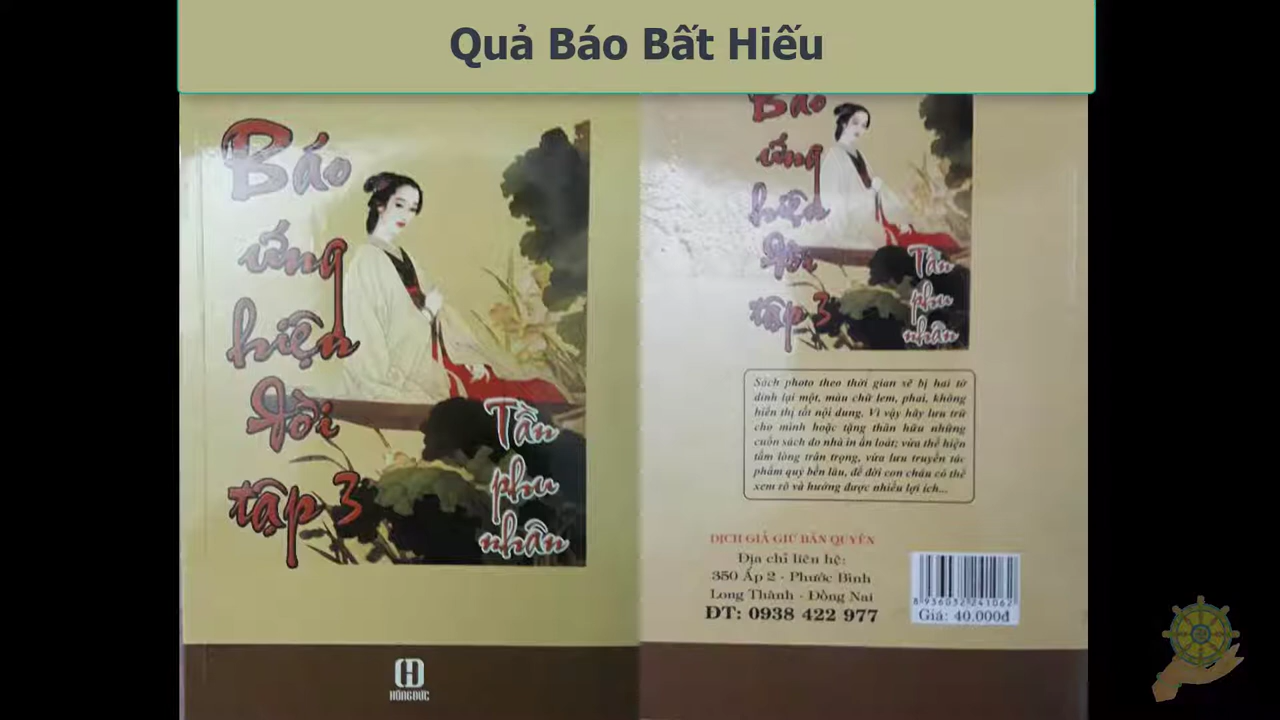 Quả Báo Bất Hiếu
Báo
ứng
hiện
đời
tập 3
Tần
phu
nhân
HỒNG ĐỨC
Báo
ứng
hiện
đời
tập 3
Tần
phu
nhân
Sách photo theo thời gian sẽ bị hai tờ
dính lại một, màu chữ lem, phai, không
hiển thị tốt nội dung. Vì vậy hãy lưu trữ
cho mình hoặc tặng thân hữu những
cuốn sách do nhà in ấn loát; vừa thể hiện
tấm lòng trân trọng, vừa lưu truyền tác
phẩm quý bền lâu, để đời con cháu có thể
xem rõ và hưởng được nhiều lợi ích...
DỊCH GIẢ GIỮ BẢN QUYỀN
Địa chỉ liên hệ:
350 Ấp 2 - Phước Bình
Long Thành - Đồng Nai
ĐT: 0938 422 977
8 936032 241062
Giá: 40.000đ